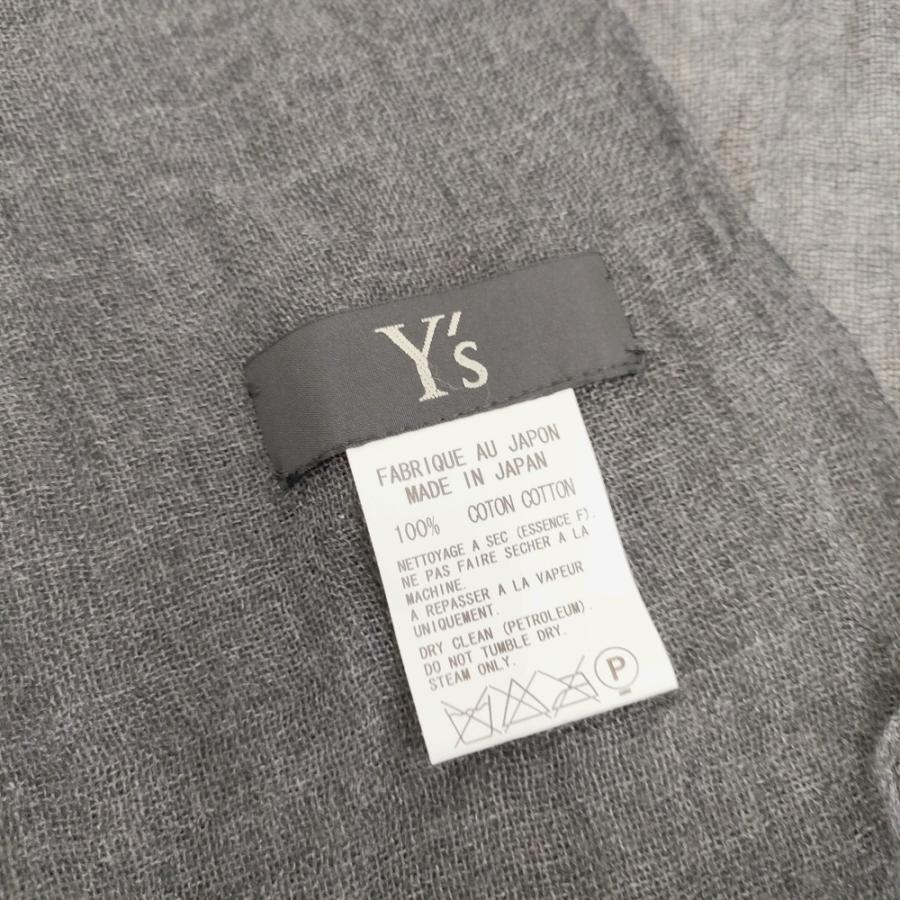 Y's
FABRIQUE AU JAPON
MADE IN JAPAN
100% COTON COTTON
NETTOYAGE A SEC (ESSENCE F).
NE PAS FAIRE SECHER A LA
MACHINE.
A REPASSER A LA VAPEUR
UNIQUEMENT.
DRY CLEAN (PETROLEUM).
DO NOT TUMBLE DRY.
STEAM ONLY.
P